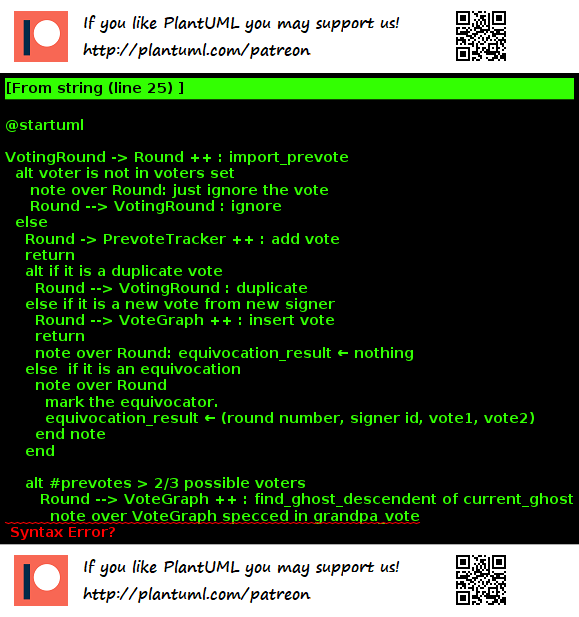 If you like PlantUML you may support us!
http://plantuml.com/patreon
[From string (line 25) ]
@startuml
VotingRound -> Round ++ : import_prevote
alt voter is not in voters set
note over Round: just ignore the vote
Round --> VotingRound : ignore
else
Round -> PrevoteTracker ++ : add vote
return
alt if it is a duplicate vote
Round --> VotingRound : duplicate
else if it is a new vote from new signer
Round --> VoteGraph ++ : insert vote
return
note over Round: equivocation_result ← nothing
else  if it is an equivocation
note over Round
mark the equivocator.
equivocation_result ← (round number, signer id, vote1, vote2)
end note
end
alt #prevotes > 2/3 possible voters
Round --> VoteGraph ++ : find_ghost_descendent of current_ghost
note over VoteGraph specced in grandpa_vote
Syntax Error?
If you like PlantUML you may support us!
http://plantuml.com/patreon